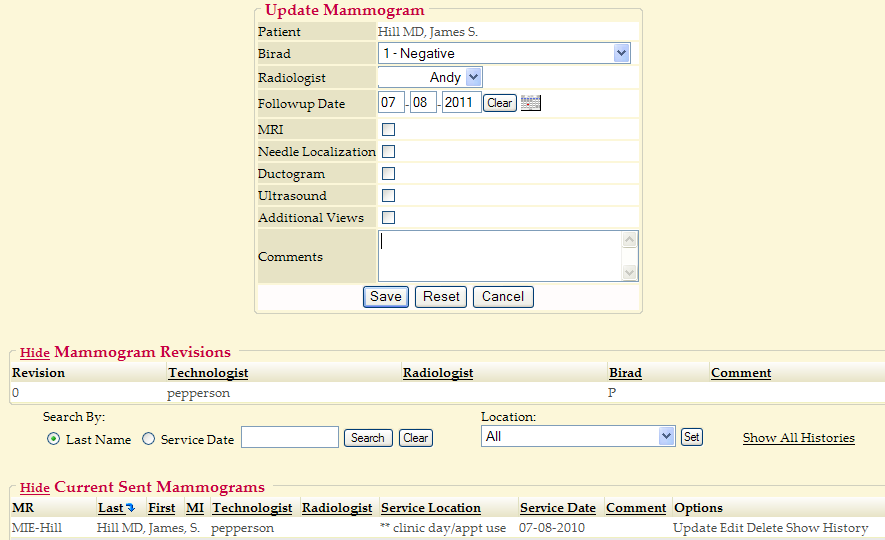 Update Mammogram
Patient Hill MD, James S.
Birad 1 - Negative
Radiologist Andy
Followup Date 07 - 08 - 2011 Clear
MRI
Needle Localization
Ductogram
Ultrasound
Additional Views
Comments
Save Reset Cancel
Hide Mammogram Revisions
Revision Technologist Radiologist Birad Comment
0 pepperson P
Search By: Location:
Last Name Service Date Search Clear All Set Show All Histories
Hide Current Sent Mammograms
MR Last First MI Technologist Radiologist Service Location Service Date Comment Options
MIE-Hill Hill MD, James, S. pepperson ** clinic day/appt use 07-08-2010 Update Edit Delete Show History